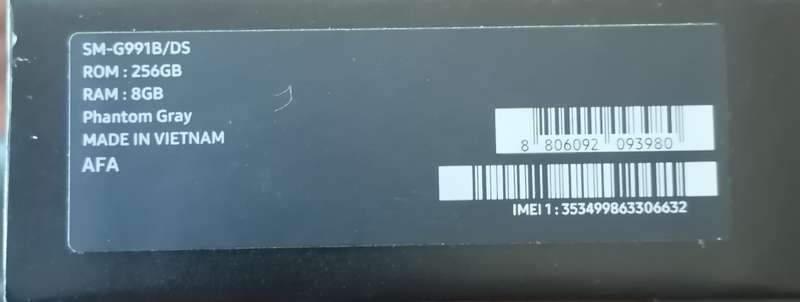 SM-G991B/DS
ROM : 256GB
RAM : 8GB
Phantom Gray
MADE IN VIETNAM
AFA
8 806092 093980
IMEI 1 : 353499863306632